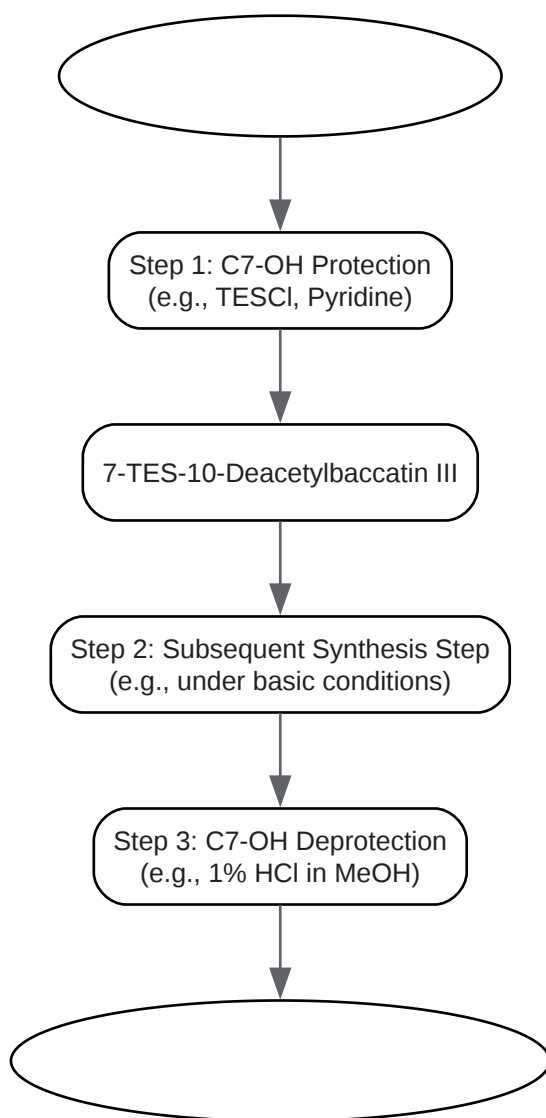 Step 1: C7-OH Protection
(e.g., TESCl, Pyridine)
7-TES-10-Deacetylbaccatin III
Step 2: Subsequent Synthesis Step
(e.g., under basic conditions)
Step 3: C7-OH Deprotection
(e.g., 1% HCl in MeOH)